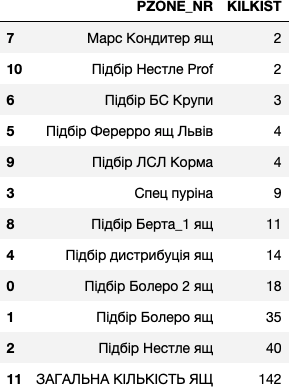 PZONE_NR KILKIST
7 Марс Кондитер ящ 2
10 Підбір Нестле Prof 2
6 Підбір БС Крупи 3
5 Підбір Ферерро ящ Львів 4
9 Підбір ЛСЛ Корма 4
3 Спец пуріна 9
8 Підбір Берта_1 ящ 11
4 Підбір дистрибуція ящ 14
0 Підбір Болеро 2 ящ 18
1 Підбір Болеро ящ 35
2 Підбір Нестле ящ 40
11 ЗАГАЛЬНА КІЛЬКІСТЬ ЯЩ 142